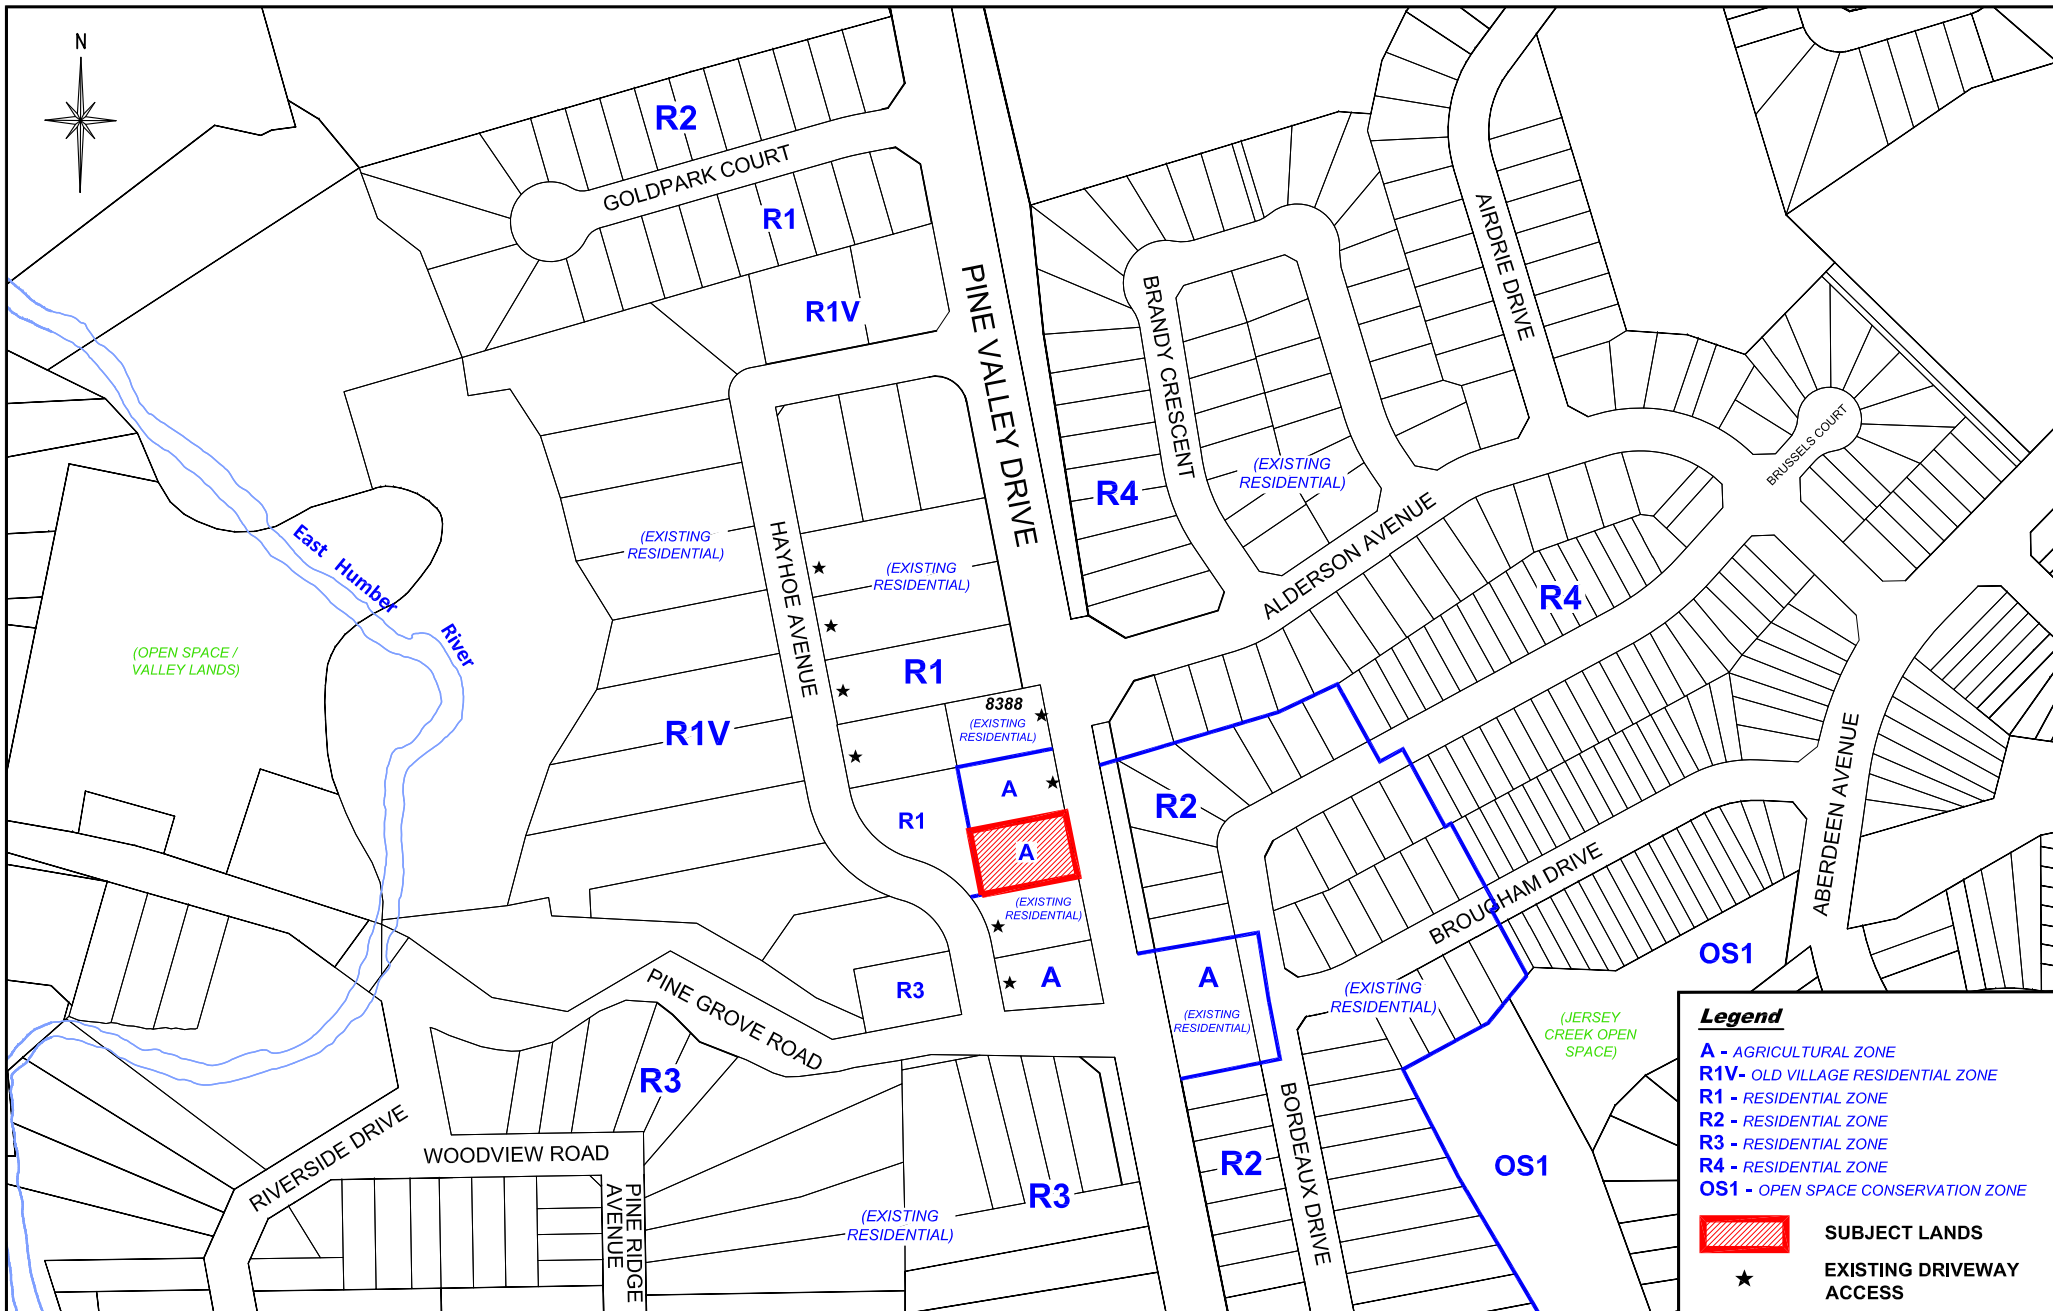 N
R2
GOLDPARK COURT
R1
R1V
PINE VALLEY DRIVE
BRANDY CRESCENT
AIRDRIE DRIVE
BRUSSELS COURT
(EXISTING
RESIDENTIAL)
R4
ALDERSON AVENUE
R4
East Humber River
(OPEN SPACE /
VALLEY LANDS)
(EXISTING
RESIDENTIAL)
HAYHOE AVENUE
(EXISTING
RESIDENTIAL)
R1
R1V
8388
(EXISTING
RESIDENTIAL)
A
R1
A
(EXISTING
RESIDENTIAL)
A
R2
BROUGHAM DRIVE
ABERDEEN AVENUE
OS1
A
(EXISTING
RESIDENTIAL)
(EXISTING
RESIDENTIAL)
(JERSEY
CREEK OPEN
SPACE)
R3
PINE GROVE ROAD
R3
RIVERSIDE DRIVE
WOODVIEW ROAD
PINE RIDGE
AVENUE
(EXISTING
RESIDENTIAL)
R3
R2
BORDEAUX DRIVE
OS1
Legend
A - AGRICULTURAL ZONE
R1V- OLD VILLAGE RESIDENTIAL ZONE
R1 - RESIDENTIAL ZONE
R2 - RESIDENTIAL ZONE
R3 - RESIDENTIAL ZONE
R4 - RESIDENTIAL ZONE
OS1 - OPEN SPACE CONSERVATION ZONE
SUBJECT LANDS
EXISTING DRIVEWAY
ACCESS